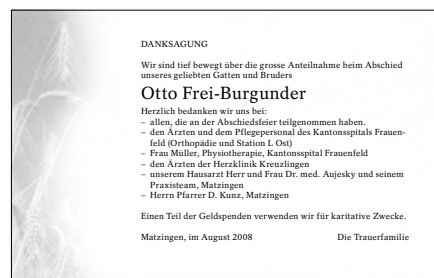 DANKSAGUNG
Wir sind tief bewegt über die grosse Anteilnahme beim Abschied
unseres geliebten Gatten und Bruders
Otto Frei-Burgunder
Herzlich bedanken wir uns bei:
– allen, die an der Abschiedsfeier teilgenommen haben.
– den Ärzten und dem Pflegepersonal des Kantonsspitals Frauen-
feld (Orthopädie und Station L Ost)
– Frau Müller, Physiotherapie, Kantonsspital Frauenfeld
– den Ärzten der Herzklinik Kreuzlingen
– unserem Hausarzt Herr und Frau Dr. med. Aujesky und seinem
Praxisteam, Matzingen
– Herrn Pfarrer D. Kunz, Matzingen
Einen Teil der Geldspenden verwenden wir für karitative Zwecke.
Matzingen, im August 2008 Die Trauerfamilie